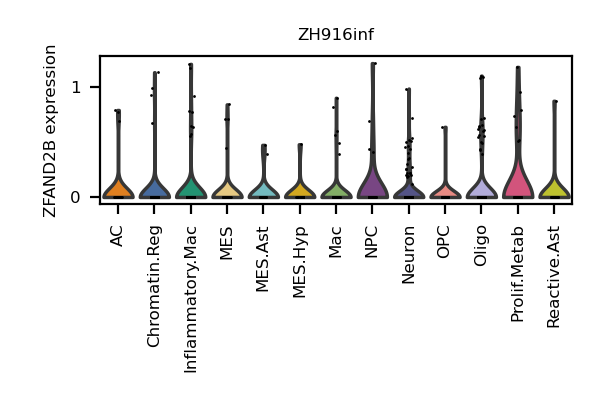 ZH916inf
ZFAND2B expression
1
0
AC
Chromatin.Reg
Inflammatory.Mac
MES
MES.Ast
MES.Hyp
Mac
NPC
Neuron
OPC
Oligo
Prolif.Metab
Reactive.Ast